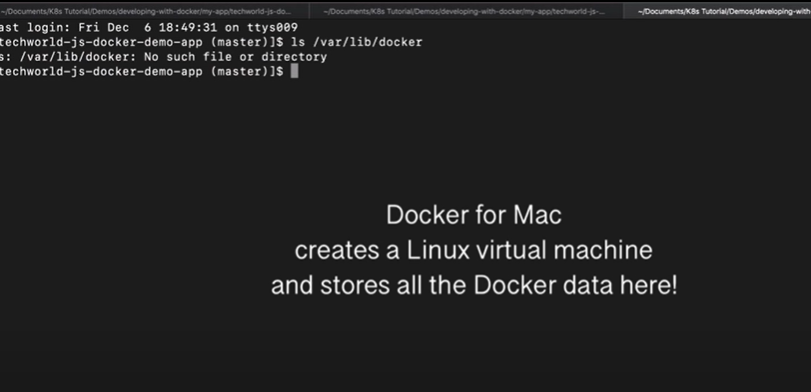 ~/Documents/K8s Tutorial/Demos/developing-with-docker/my-app/techworld-js-do...
~/Documents/K8s Tutorial/Demos/developing-with-docker/my-app/techworld-js-...
~/Documents/K8s Tutorial/Demos/developing-with
ast login: Fri Dec  6 18:49:31 on ttys009
techworld-js-docker-demo-app (master)]$ ls /var/lib/docker
s: /var/lib/docker: No such file or directory
techworld-js-docker-demo-app (master)]$
Docker for Mac
creates a Linux virtual machine
and stores all the Docker data here!